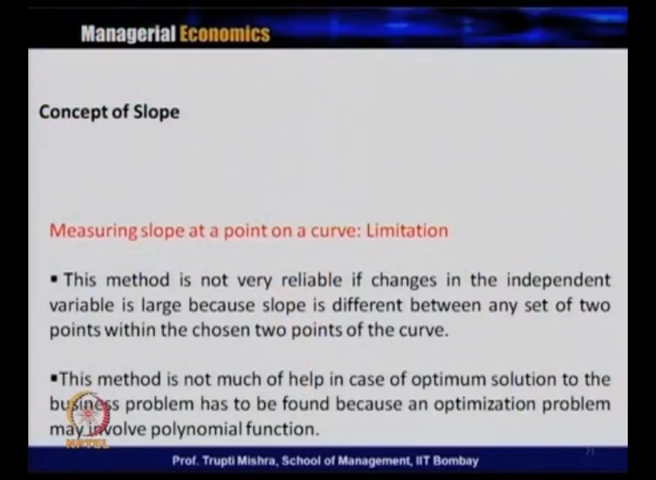 Managerial Economics
Concept of Slope
Measuring slope at a point on a curve: Limitation
▪ This method is not very reliable if changes in the independent
variable is large because slope is different between any set of two
points within the chosen two points of the curve.
▪This method is not much of help in case of optimum solution to the
business problem has to be found because an optimization problem
may involve polynomial function.
NPTEL
Prof. Trupti Mishra, School of Management, IIT Bombay
21